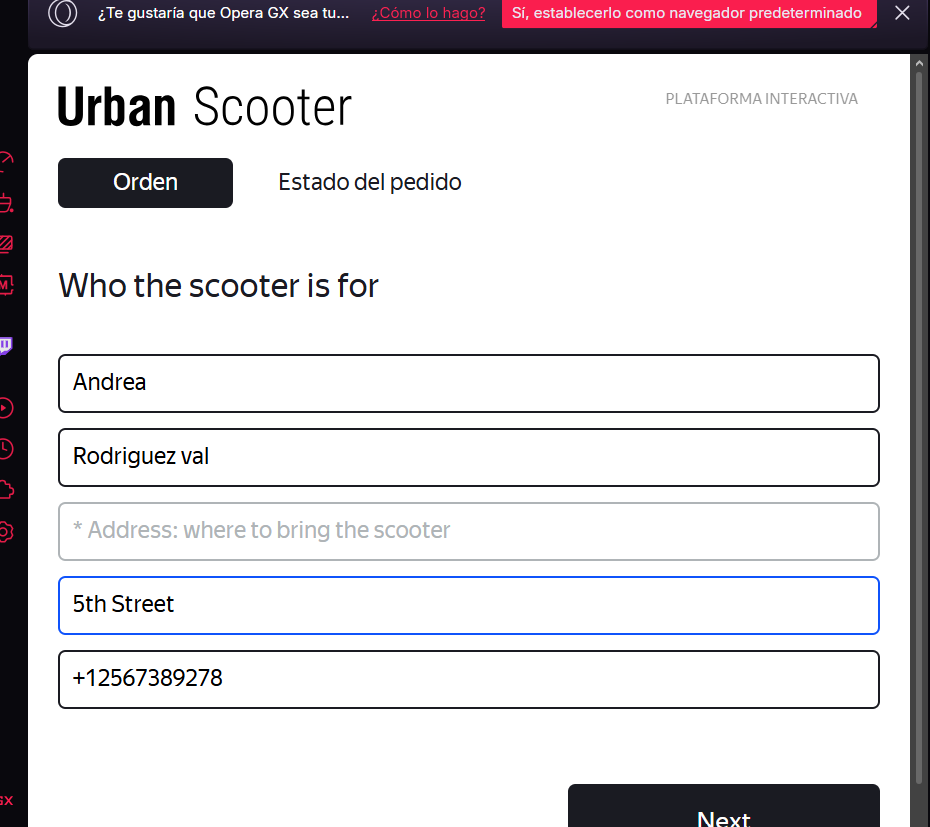 ¿Te gustaría que Opera GX sea tu... ¿Cómo lo hago? Sí, establecerlo como navegador predeterminado
Urban Scooter
PLATAFORMA INTERACTIVA
Orden Estado del pedido
Who the scooter is for
Andrea
Rodriguez val
* Address: where to bring the scooter
5th Street
+12567389278
GX
Next